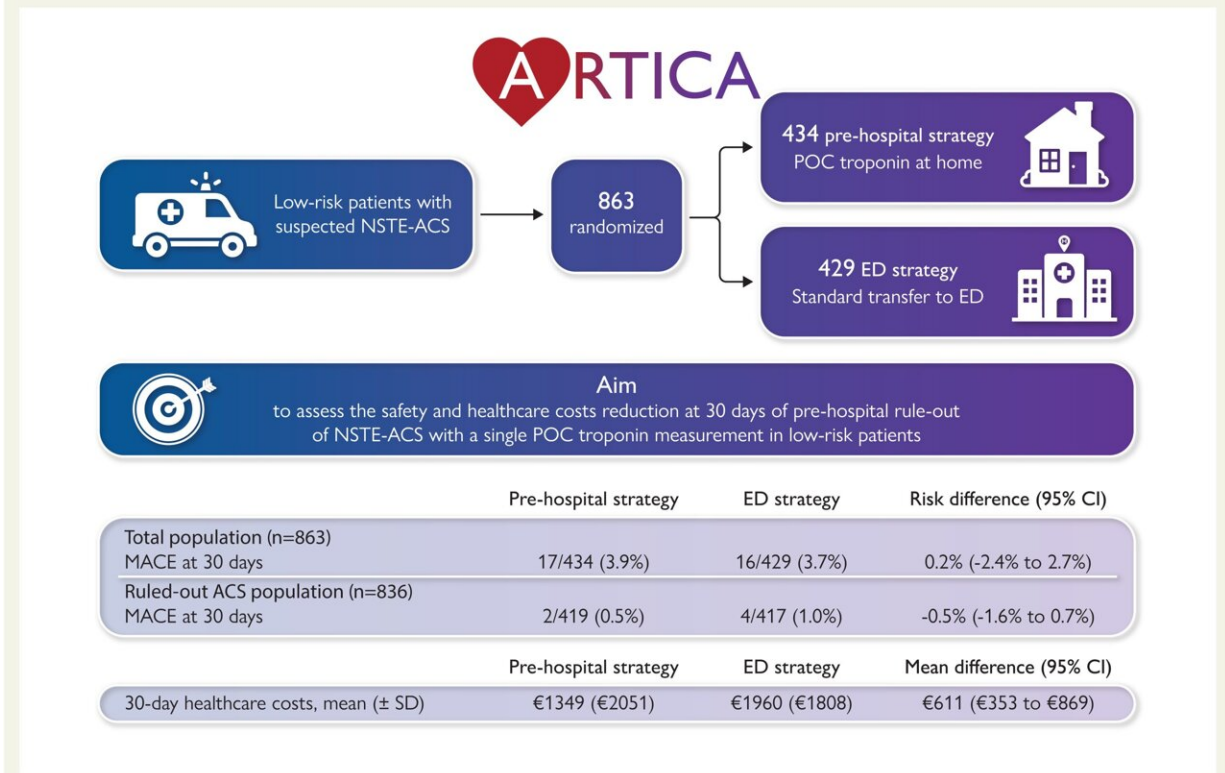 ARTICA
Low-risk patients with
suspected NSTE-ACS
863
randomized
434 pre-hospital strategy
POC troponin at home
429 ED strategy
Standard transfer to ED
Aim
to assess the safety and healthcare costs reduction at 30 days of pre-hospital rule-out
of NSTE-ACS with a single POC troponin measurement in low-risk patients
Pre-hospital strategy ED strategy Risk difference (95% CI)
Total population (n=863)
MACE at 30 days 17/434 (3.9%) 16/429 (3.7%) 0.2% (-2.4% to 2.7%)
Ruled-out ACS population (n=836)
MACE at 30 days 2/419 (0.5%) 4/417 (1.0%) -0.5% (-1.6% to 0.7%)
Pre-hospital strategy ED strategy Mean difference (95% CI)
30-day healthcare costs, mean (± SD) €1349 (€2051) €1960 (€1808) €611 (€353 to €869)